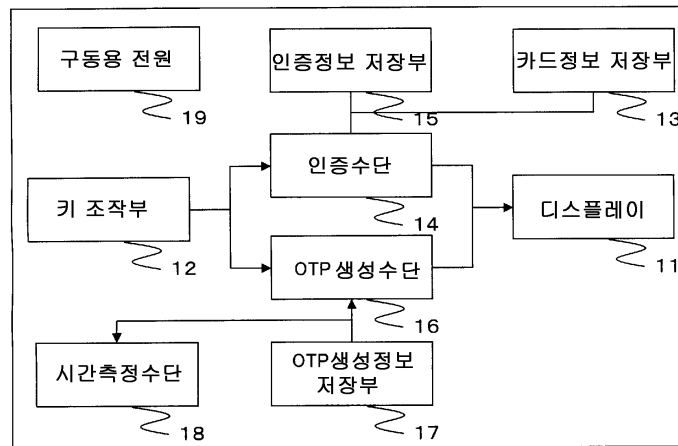 구동용 전원
19
인증정보 저장부
15
카드정보 저장부
13
인증수단
14
키 조작부
12
디스플레이
11
OTP생성수단
16
시간측정수단
18
OTP생성정보
저장부
17